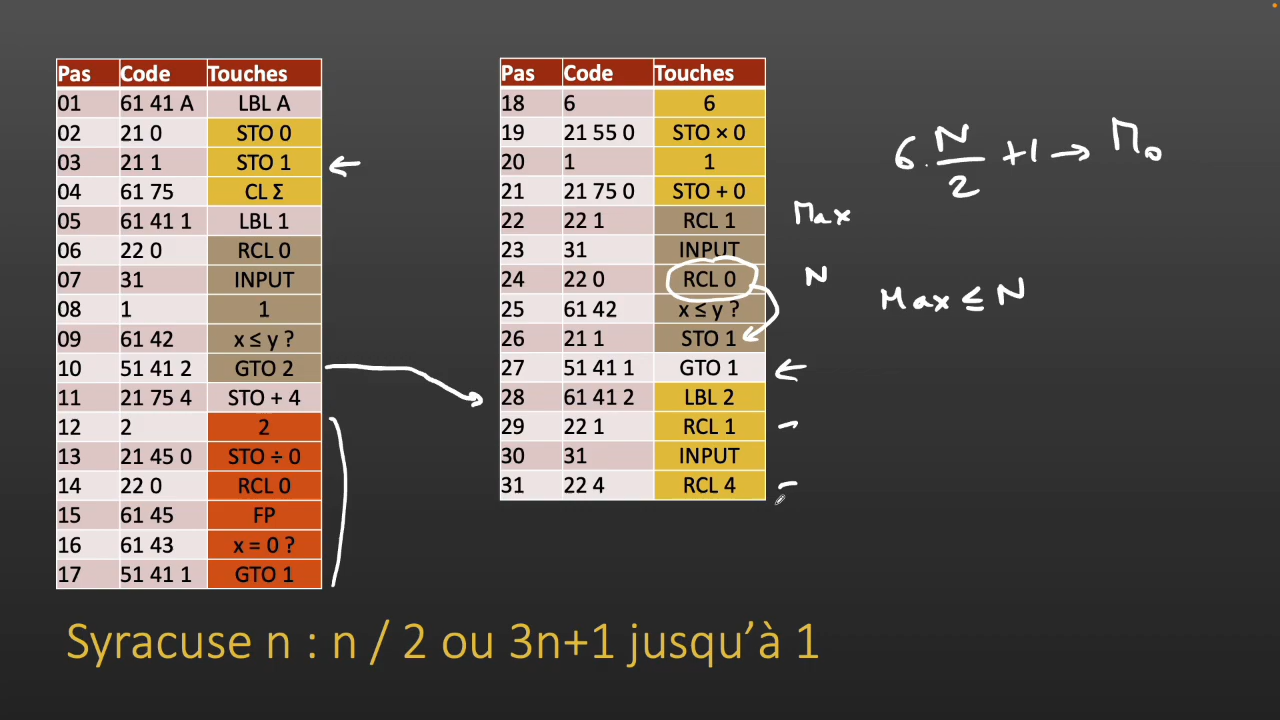 Pas Code Touches
01 61 41 A LBL A
02 21 0 STO 0
03 21 1 STO 1
04 61 75 CL Σ
05 61 41 1 LBL 1
06 22 0 RCL 0
07 31 INPUT
08 1 1
09 61 42 x ≤ y ?
10 51 41 2 GTO 2
11 21 75 4 STO + 4
12 2 2
13 21 45 0 STO ÷ 0
14 22 0 RCL 0
15 61 45 FP
16 61 43 x = 0 ?
17 51 41 1 GTO 1
Pas Code Touches
18 6 6
19 21 55 0 STO × 0
20 1 1
21 21 75 0 STO + 0
22 22 1 RCL 1
23 31 INPUT
24 22 0 RCL 0
25 61 42 x ≤ y ?
26 21 1 STO 1
27 51 41 1 GTO 1
28 61 41 2 LBL 2
29 22 1 RCL 1
30 31 INPUT
31 22 4 RCL 4
6 . N/2 + 1 → M0
Max
N
Max ≤ N
Syracuse n : n / 2 ou 3n+1 jusqu’à 1